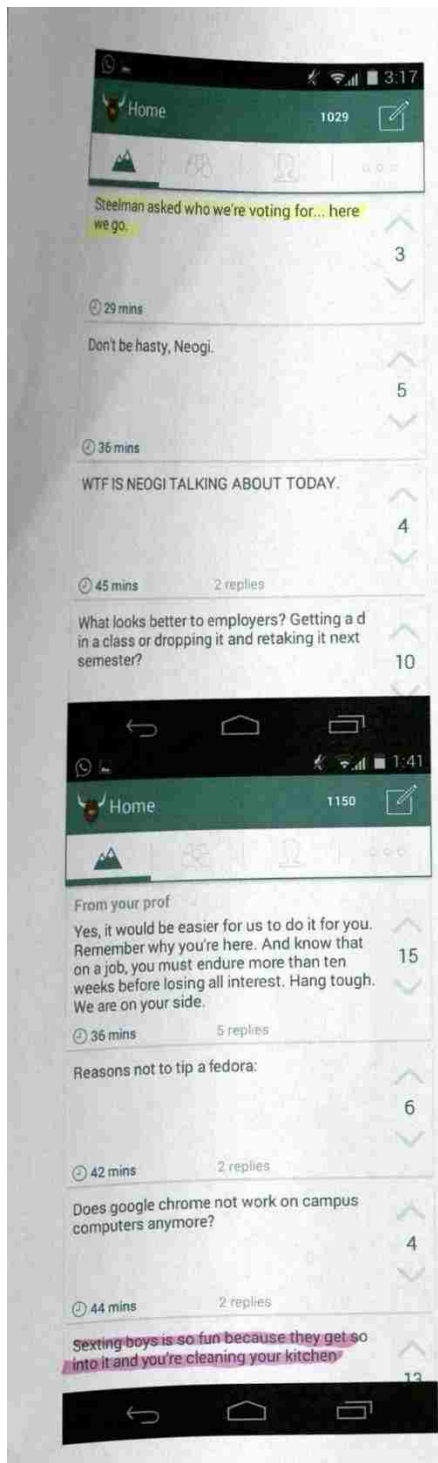 3:17
Home
1029
Steelman asked who we're voting for... here
we go.
3
29 mins
Don't be hasty, Neogi.
5
36 mins
WTF IS NEOGI TALKING ABOUT TODAY.
4
45 mins 2 replies
What looks better to employers? Getting a d
in a class or dropping it and retaking it next
semester?
10
1:41
Home
1150
From your prof
Yes, it would be easier for us to do it for you.
Remember why you're here. And know that
on a job, you must endure more than ten
weeks before losing all interest. Hang tough.
We are on your side.
15
36 mins 5 replies
Reasons not to tip a fedora:
6
42 mins 2 replies
Does google chrome not work on campus
computers anymore?
4
44 mins 2 replies
Sexting boys is so fun because they get so
into it and you're cleaning your kitchen
13